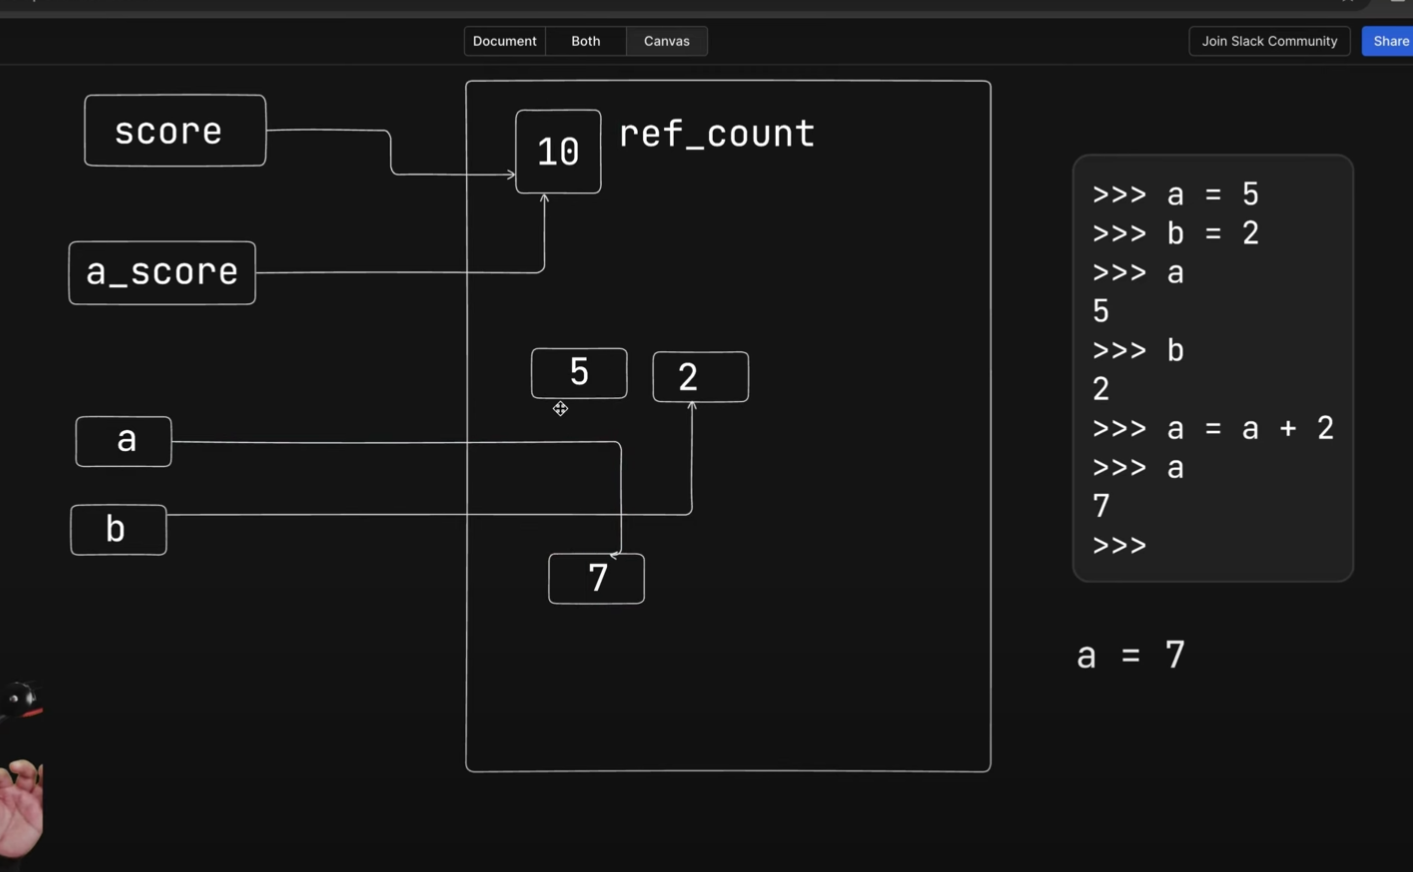 Document Both Canvas
Join Slack Community
Share
score
10
ref_count
a_score
5
2
a
b
7
>>> a = 5
>>> b = 2
>>> a
5
>>> b
2
>>> a = a + 2
>>> a
7
>>>
a = 7